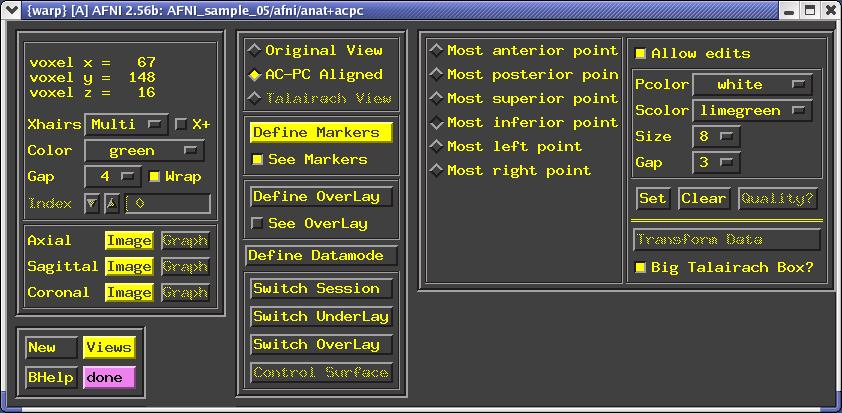 {warp} [A] AFNI 2.56b: AFNI_sample_05/afni/anat+acpc
voxel x = 67
voxel y = 148
voxel z = 16
Xhairs Multi X+
Color green
Gap 4 Wrap
Index 0
Axial Image Graph
Sagittal Image Graph
Coronal Image Graph
New Views
BHelp done
Original View
AC-PC Aligned
Talairach View
Define Markers
See Markers
Define OverLay
See OverLay
Define Datamode
Switch Session
Switch UnderLay
Switch OverLay
Control Surface
Most anterior point
Most posterior poin
Most superior point
Most inferior point
Most left point
Most right point
Allow edits
Pcolor white
Scolor limegreen
Size 8
Gap 3
Set Clear Quality?
Transform Data
Big Talairach Box?